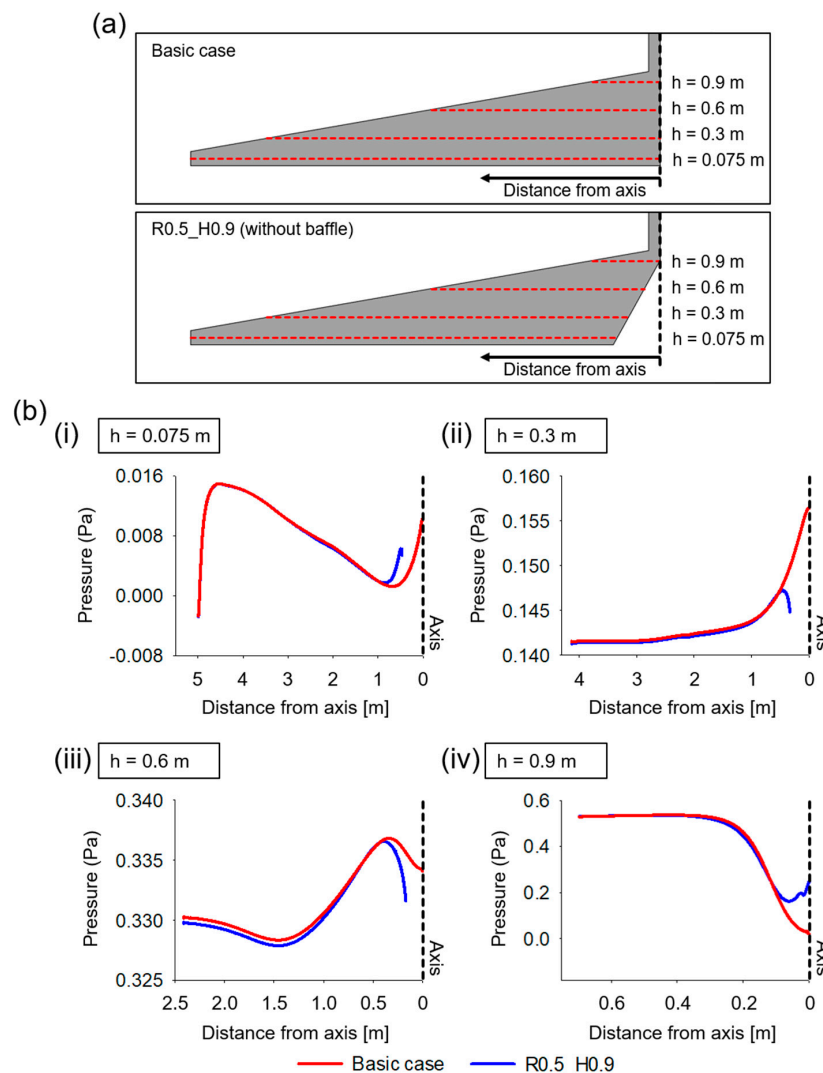 (a)
Basic case
h = 0.9 m
h = 0.6 m
h = 0.3 m
h = 0.075 m
Distance from axis
R0.5_H0.9 (without baffle)
h = 0.9 m
h = 0.6 m
h = 0.3 m
h = 0.075 m
Distance from axis
(b)
(i)
h = 0.075 m
0.016
0.008
0.000
-0.008
Pressure (Pa)
5 4 3 2 1 0
Distance from axis [m]
Axis
(ii)
h = 0.3 m
0.160
0.155
0.150
0.145
0.140
Pressure (Pa)
4 3 2 1 0
Distance from axis [m]
Axis
(iii)
h = 0.6 m
0.340
0.335
0.330
0.325
Pressure (Pa)
2.5 2.0 1.5 1.0 0.5 0
Distance from axis [m]
Axis
(iv)
h = 0.9 m
0.6
0.4
0.2
0.0
Pressure (Pa)
0.6 0.4 0.2 0
Distance from axis [m]
Axis
Basic case
R0.5_H0.9